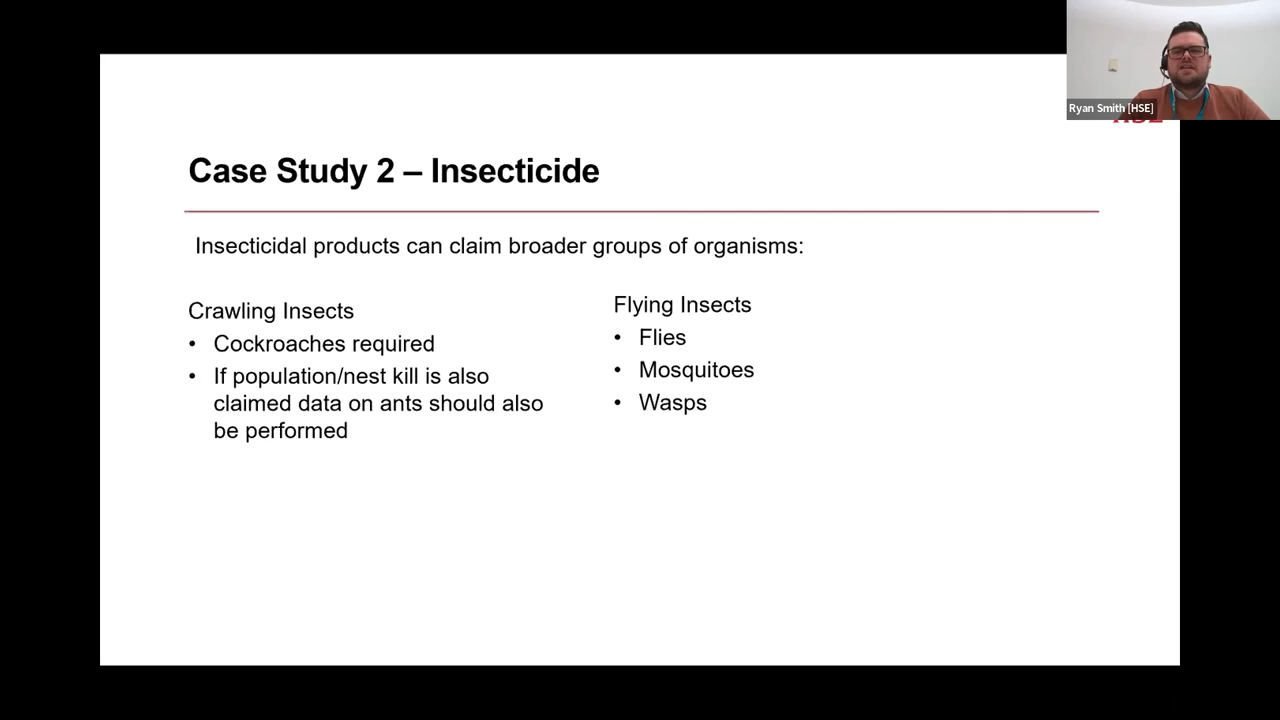 Ryan Smith [HSE]
Case Study 2 – Insecticide
Insecticidal products can claim broader groups of organisms:
Crawling Insects
• Cockroaches required
• If population/nest kill is also
claimed data on ants should also
be performed
Flying Insects
• Flies
• Mosquitoes
• Wasps